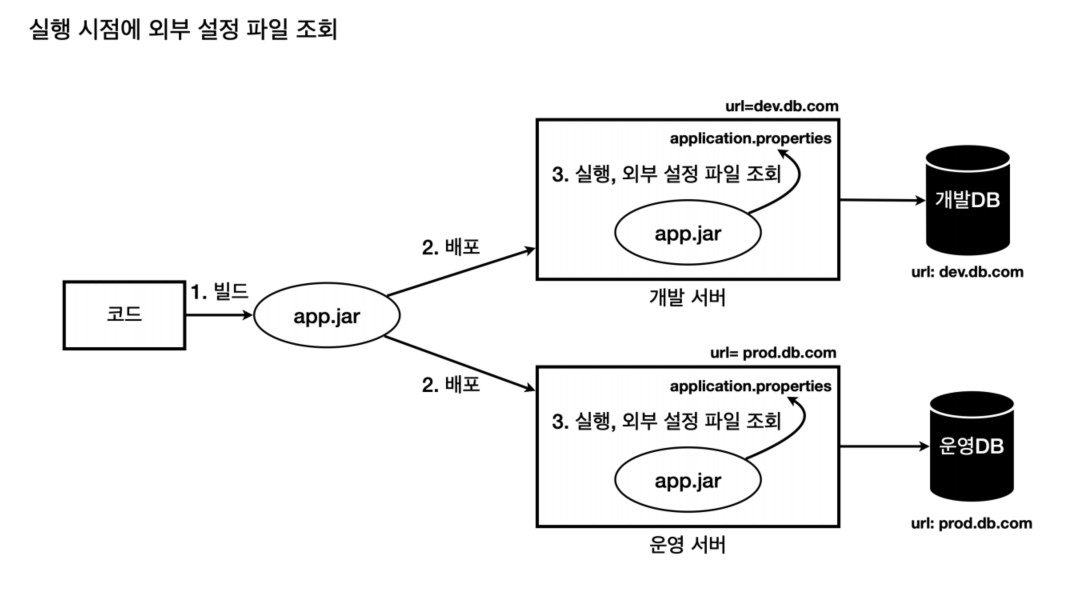 실행 시점에 외부 설정 파일 조회
url=dev.db.com
application.properties
3. 실행, 외부 설정 파일 조회
app.jar
개발 서버
개발DB
url: dev.db.com
2. 배포
1. 빌드
코드
app.jar
2. 배포
url= prod.db.com
application.properties
3. 실행, 외부 설정 파일 조회
app.jar
운영 서버
운영DB
url: prod.db.com